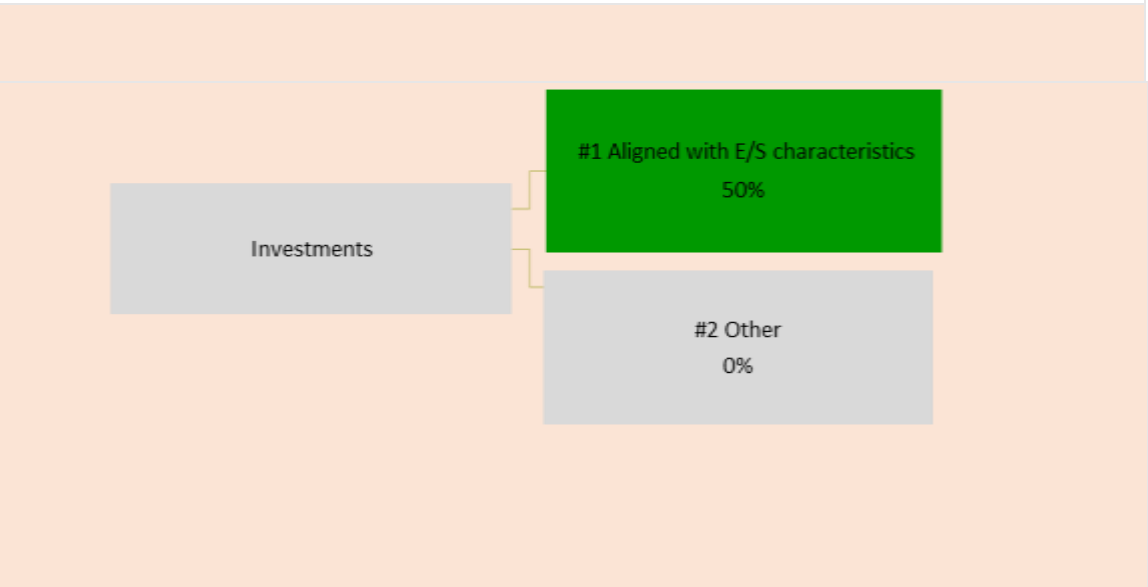 #1 Aligned with E/S characteristics
50%
Investments
#2 Other
0%